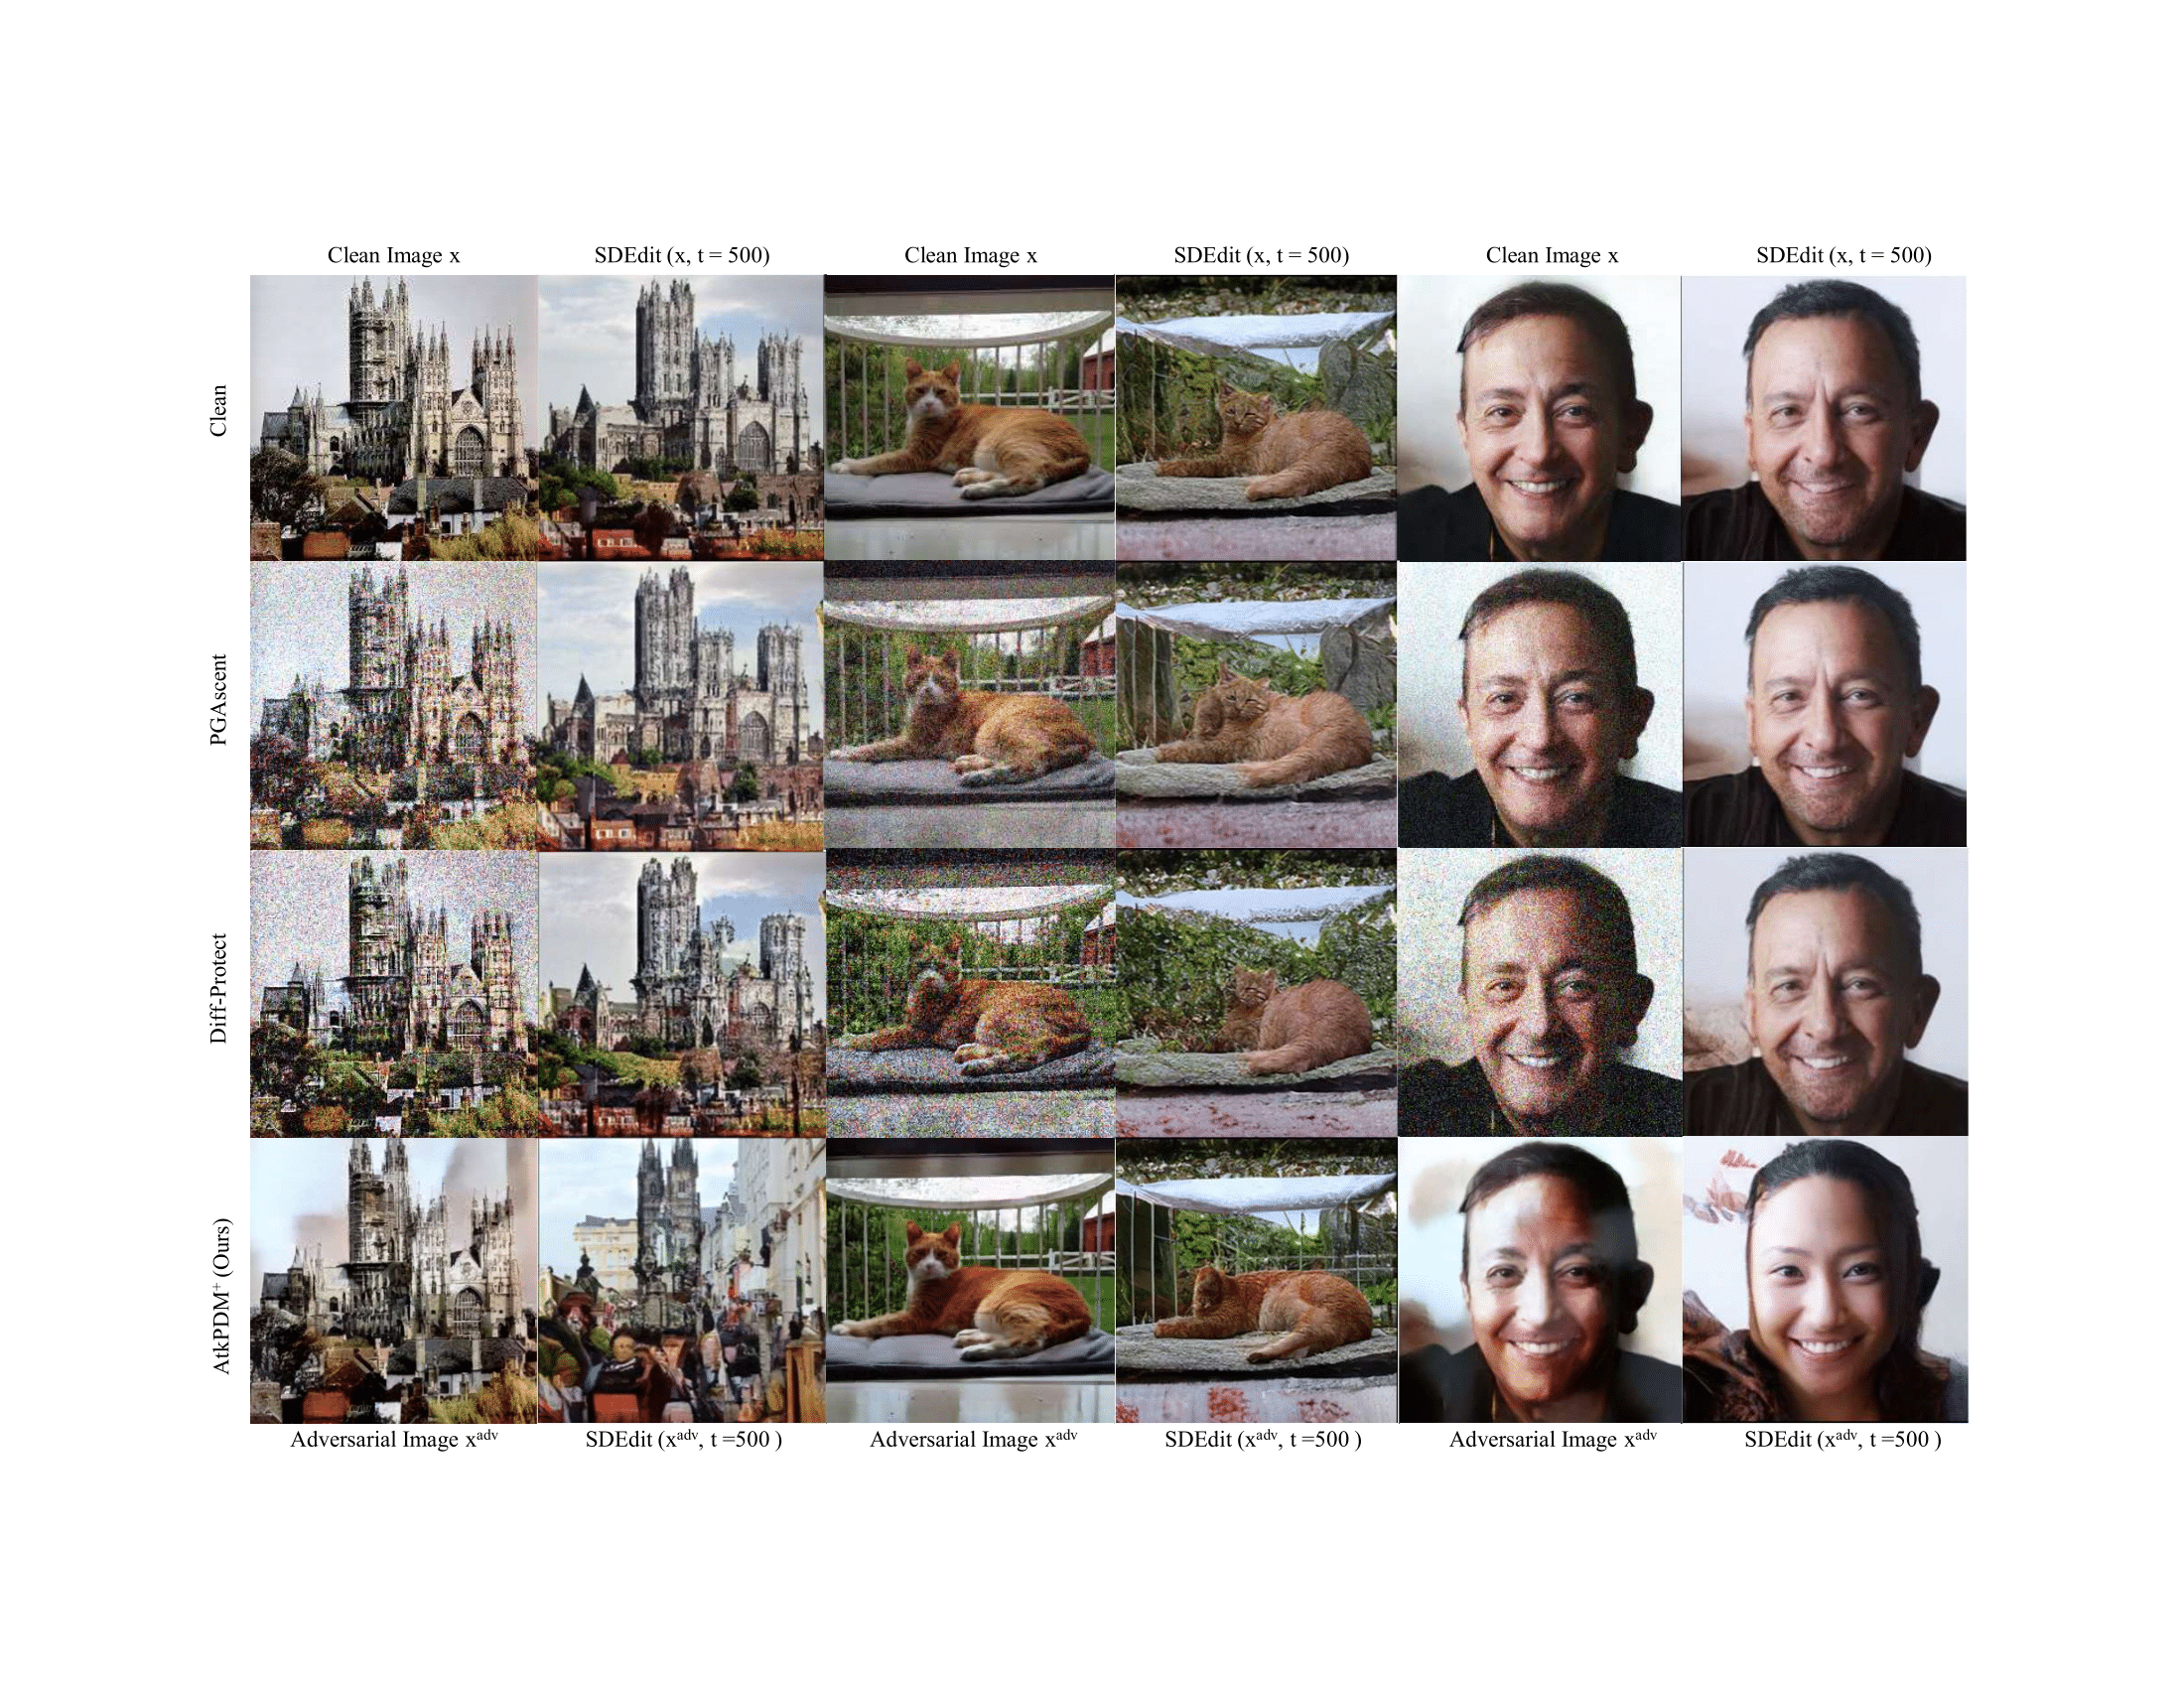 Clean Image x
SDEdit (x, t = 500)
Clean Image x
SDEdit (x, t = 500)
Clean Image x
SDEdit (x, t = 500)
Clean
PGAscent
Diff-Protect
AtkPDM⁺ (Ours)
Adversarial Image xᵃᵈᵛ
SDEdit (xᵃᵈᵛ, t =500 )
Adversarial Image xᵃᵈᵛ
SDEdit (xᵃᵈᵛ, t =500 )
Adversarial Image xᵃᵈᵛ
SDEdit (xᵃᵈᵛ, t =500 )